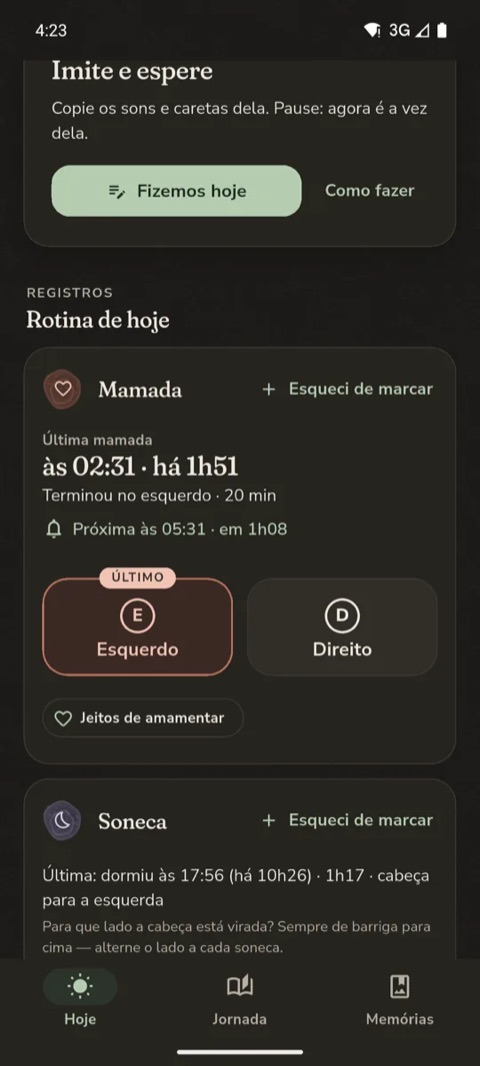 4:23
3G
Imite e espere
Copie os sons e caretas dela. Pause: agora é a vez
dela.
Fizemos hoje
Como fazer
REGISTROS
Rotina de hoje
Mamada
+ Esqueci de marcar
Última mamada
às 02:31 · há 1h51
Terminou no esquerdo · 20 min
Próxima às 05:31 · em 1h08
ÚLTIMO
E
Esquerdo
D
Direito
Jeitos de amamentar
Soneca
+ Esqueci de marcar
Última: dormiu às 17:56 (há 10h26) · 1h17 · cabeça
para a esquerda
Para que lado a cabeça está virada? Sempre de barriga para
cima — alterne o lado a cada soneca.
Hoje
Jornada
Memórias